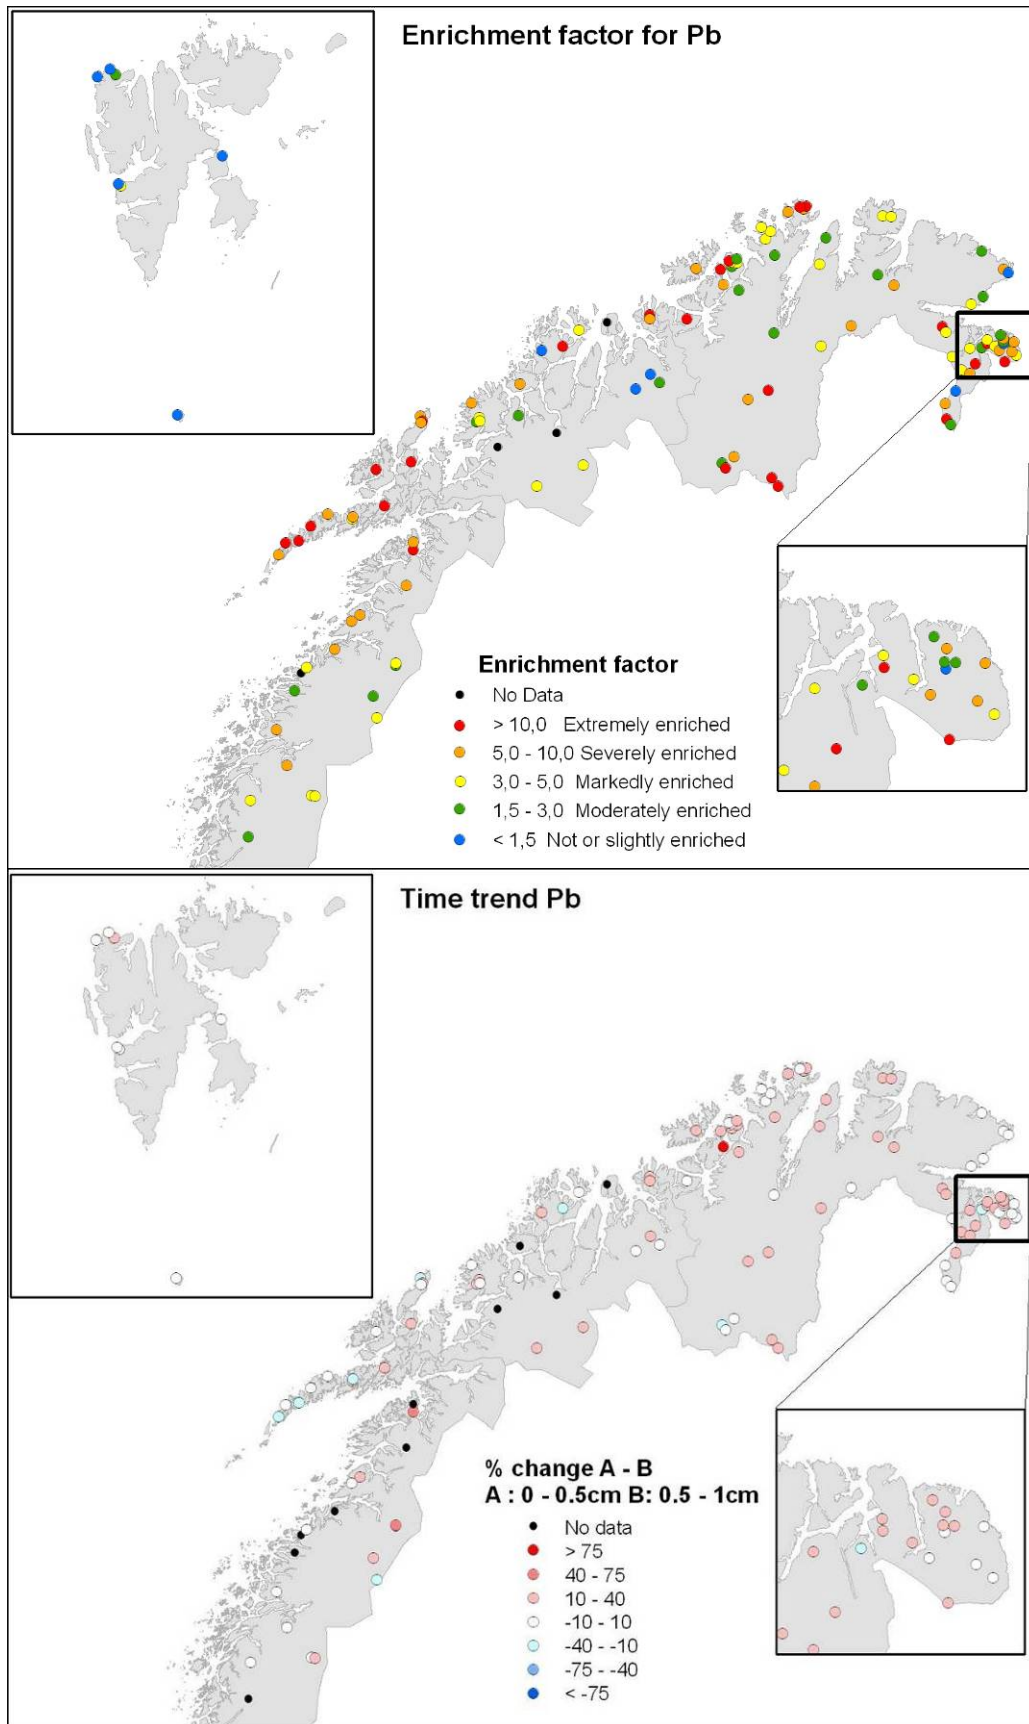 Enrichment factor for Pb
Enrichment factor
No Data
> 10,0 Extremely enriched
5,0 - 10,0 Severely enriched
3,0 - 5,0 Markedly enriched
1,5 - 3,0 Moderately enriched
< 1,5 Not or slightly enriched
Time trend Pb
% change A - B
A : 0 - 0.5cm B: 0.5 - 1cm
No data
> 75
40 - 75
10 - 40
-10 - 10
-40 - -10
-75 - -40
< -75